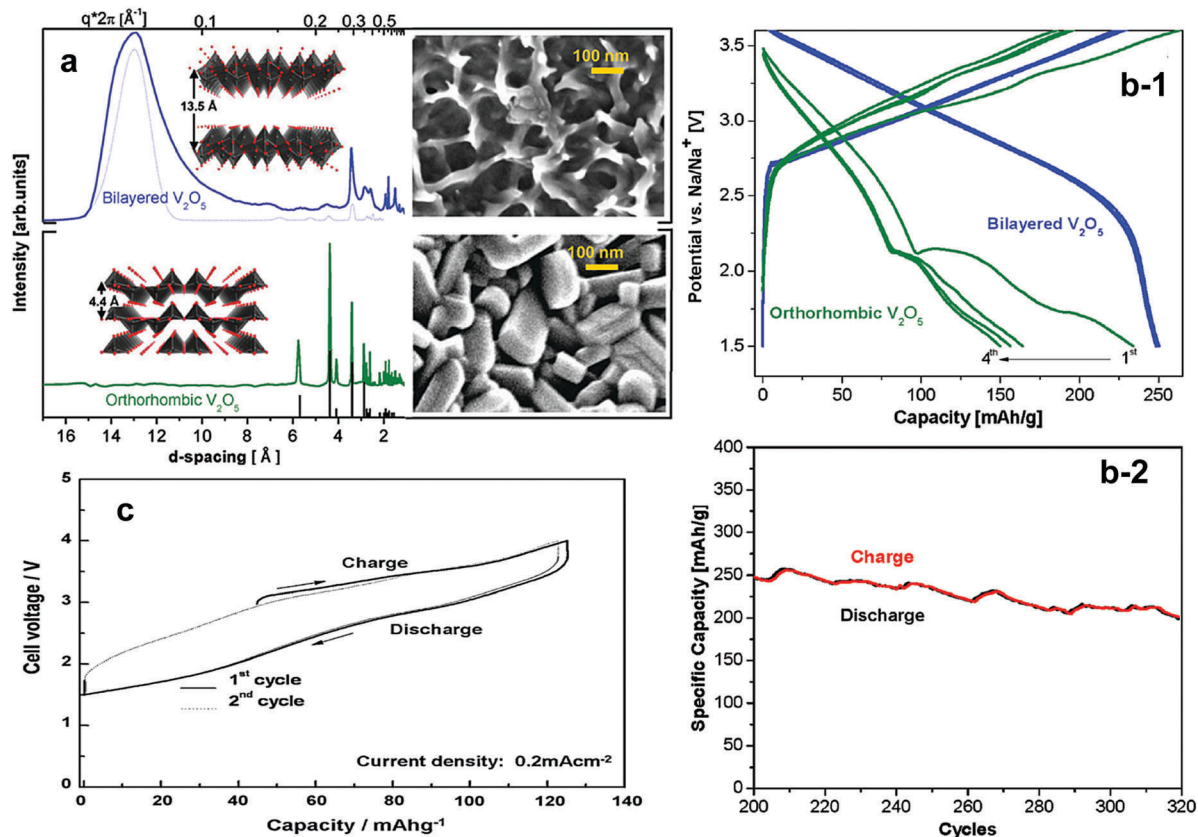 q*2π [Å⁻¹] 0.1 0.2 0.3 0.5
a
Intensity [arb.units]
13.5 Å
Bilayered V₂O₅
100 nm
4.4 Å
Orthorhombic V₂O₅
100 nm
16 14 12 10 8 6 4 2
d-spacing [ Å ]
b-1
Potential vs. Na/Na⁺ [V]
3.5
3.0
2.5
2.0
1.5
Bilayered V₂O₅
Orthorhombic V₂O₅
4ᵗʰ 1ˢᵗ
0 50 100 150 200 250
Capacity [mAh/g]
c
Cell voltage / V
5
4
3
2
1
0
Charge
Discharge
1ˢᵗ cycle
2ⁿᵈ cycle
Current density: 0.2mAcm⁻²
0 20 40 60 80 100 120 140
Capacity / mAhg⁻¹
b-2
Specific Capacity [mAh/g]
400
350
300
250
200
150
100
50
0
Charge
Discharge
200 220 240 260 280 300 320
Cycles